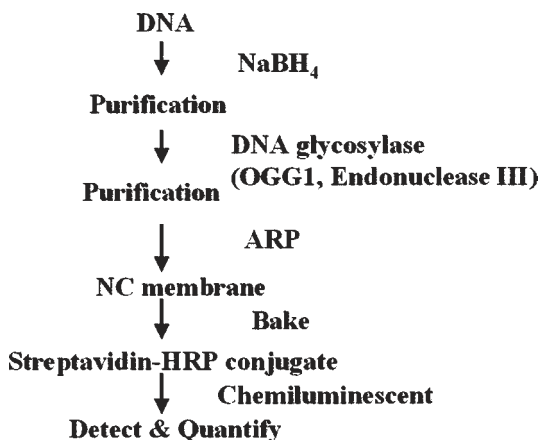 DNA
NaBH4
Purification
DNA glycosylase
(OGG1, Endonuclease III)
Purification
ARP
NC membrane
Bake
Streptavidin-HRP conjugate
Chemiluminescent
Detect & Quantify